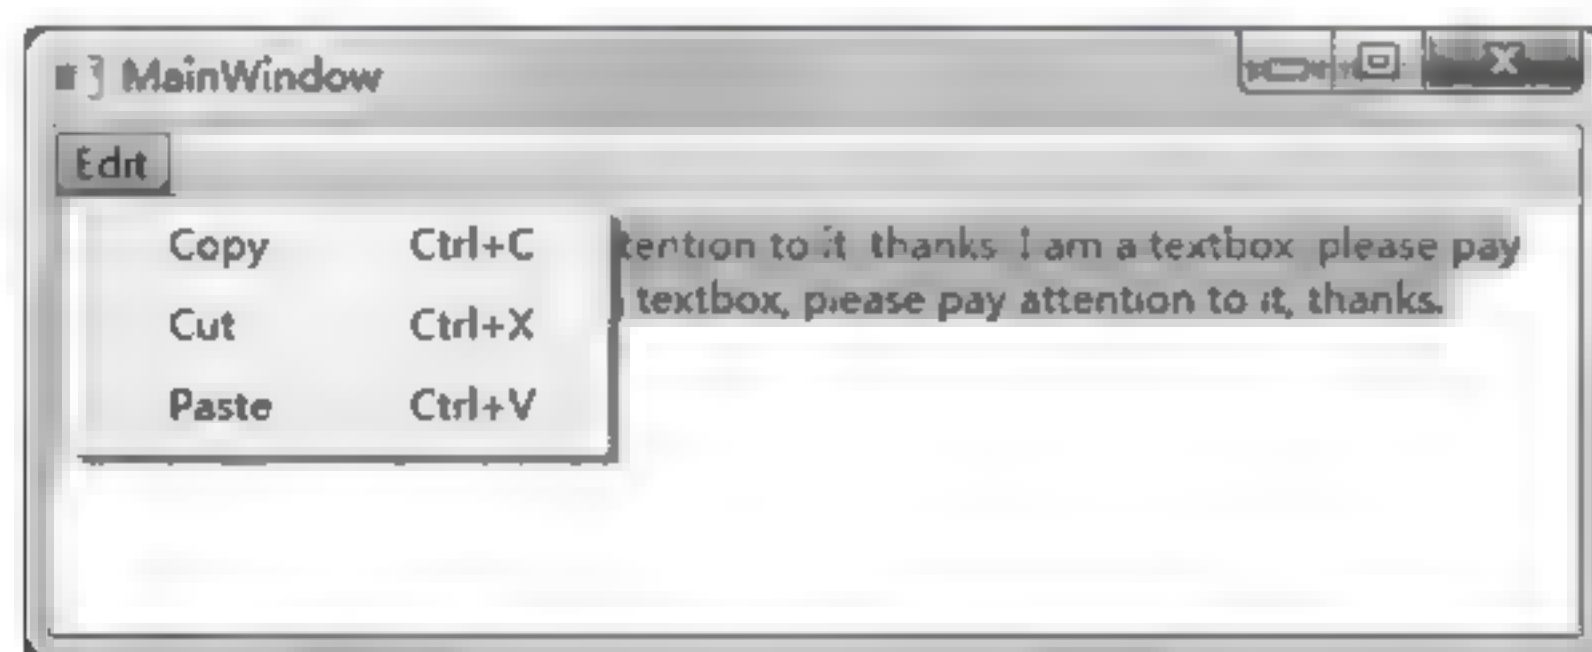 MainWindow
Edit
Copy Ctrl+C tention to it thanks I am a textbox please pay
Cut Ctrl+X textbox, please pay attention to it, thanks.
Paste Ctrl+V